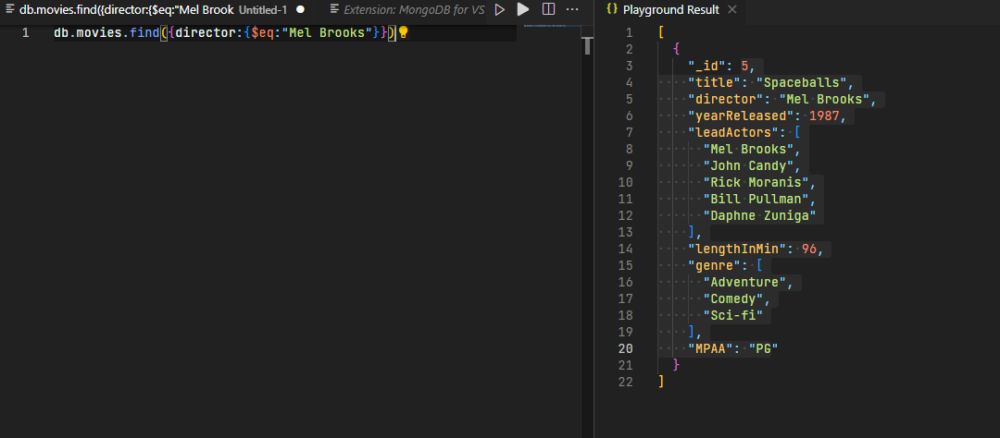 db.movies.find({director:{$eq:"Mel Brook Untitled-1
Extension: MongoDB for VS
1 db.movies.find({director:{$eq:"Mel Brooks"}})
{} Playground Result
1 [
2 {
3 "_id": 5,
4 "title": "Spaceballs",
5 "director": "Mel Brooks",
6 "yearReleased": 1987,
7 "leadActors": [
8 "Mel Brooks",
9 "John Candy",
10 "Rick Moranis",
11 "Bill Pullman",
12 "Daphne Zuniga"
13 ],
14 "lengthInMin": 96,
15 "genre": [
16 "Adventure",
17 "Comedy",
18 "Sci-fi"
19 ],
20 "MPAA": "PG"
21 }
22 ]